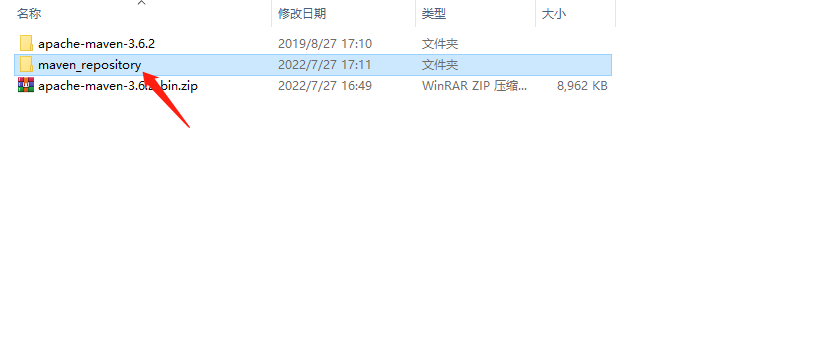 名称 修改日期 类型 大小
apache-maven-3.6.2 2019/8/27 17:10 文件夹
maven_repository 2022/7/27 17:11 文件夹
apache-maven-3.6.2-bin.zip 2022/7/27 16:49 WinRAR ZIP 压缩... 8,962 KB